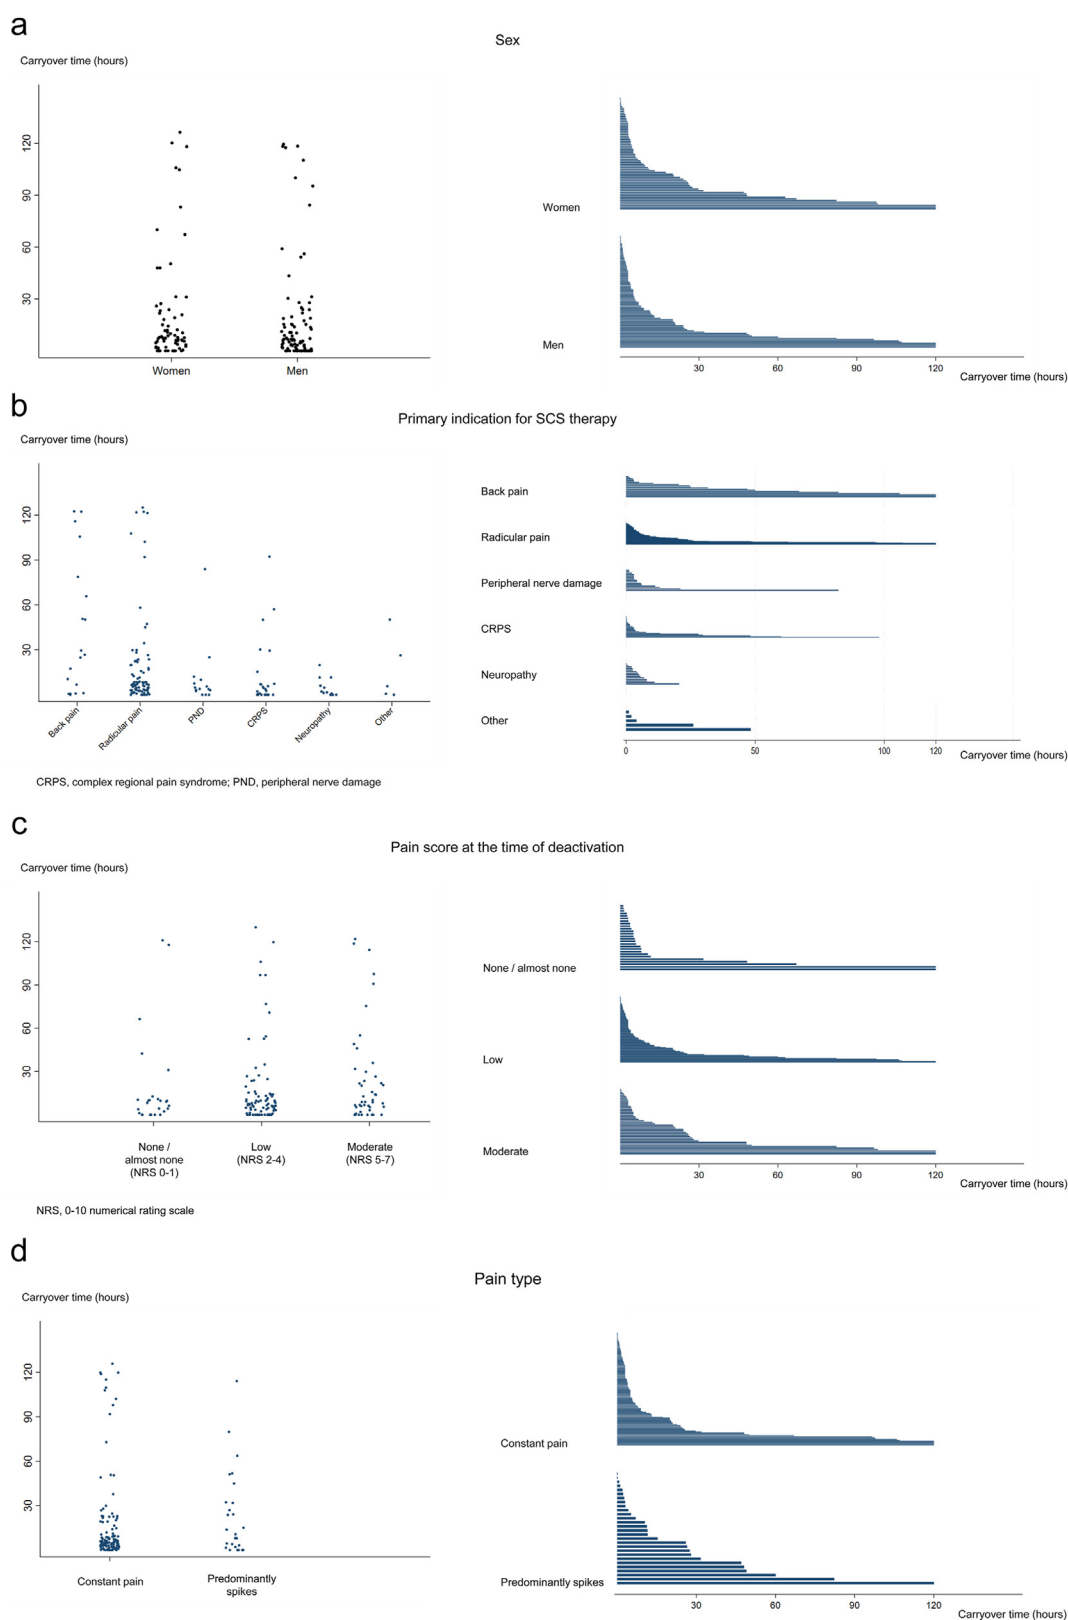 a
Sex
Carryover time (hours)
120
90
60
30
Women
Men
Women
Men
30
60
90
120
Carryover time (hours)
b
Primary indication for SCS therapy
Carryover time (hours)
120
90
60
30
Back pain
Radicular pain
PND
CRPS
Neuropathy
Other
Back pain
Radicular pain
Peripheral nerve damage
CRPS
Neuropathy
Other
0
50
100
120
Carryover time (hours)
CRPS, complex regional pain syndrome; PND, peripheral nerve damage
c
Pain score at the time of deactivation
Carryover time (hours)
120
90
60
30
None /
almost none
(NRS 0-1)
Low
(NRS 2-4)
Moderate
(NRS 5-7)
None / almost none
Low
Moderate
30
60
90
120
Carryover time (hours)
NRS, 0-10 numerical rating scale
d
Pain type
Carryover time (hours)
120
90
60
30
Constant pain
Predominantly
spikes
Constant pain
Predominantly spikes
30
60
90
120
Carryover time (hours)